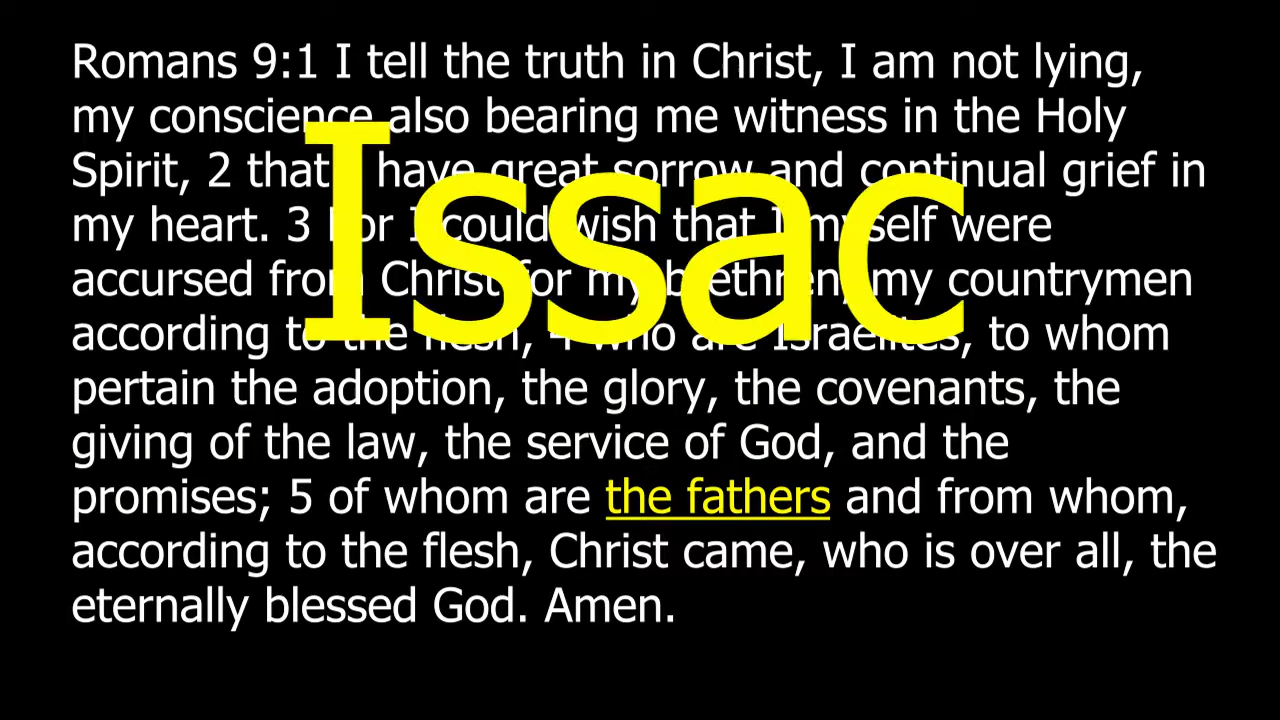 Romans 9:1 I tell the truth in Christ, I am not lying,
my conscience also bearing me witness in the Holy
Spirit, 2 that I have great sorrow and continual grief in
my heart. 3 For I could wish that I myself were
accursed from Christ for my brethren, my countrymen
according to the flesh, 4 who are Israelites, to whom
pertain the adoption, the glory, the covenants, the
giving of the law, the service of God, and the
promises; 5 of whom are the fathers and from whom,
according to the flesh, Christ came, who is over all, the
eternally blessed God. Amen.
Issac